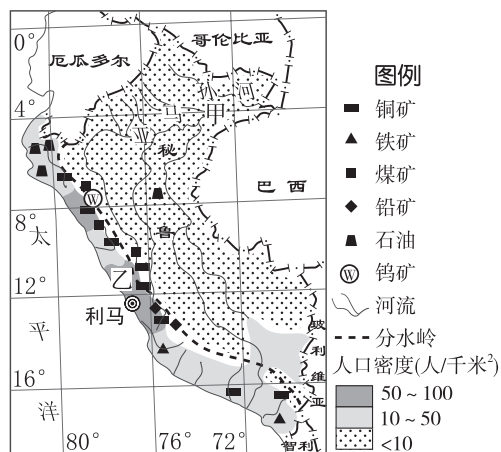 0°
哥伦比亚
厄瓜多尔
4°
亚 马 孙 河
甲
秘
鲁
巴 西
8°
太
平
洋
12°
乙
利马
16°
玻
利
维
亚
智利
80° 76° 72°
W
图例
铜矿
铁矿
煤矿
铅矿
石油
W 钨矿
河流
分水岭
人口密度(人/千米²)
50～100
10～50
<10